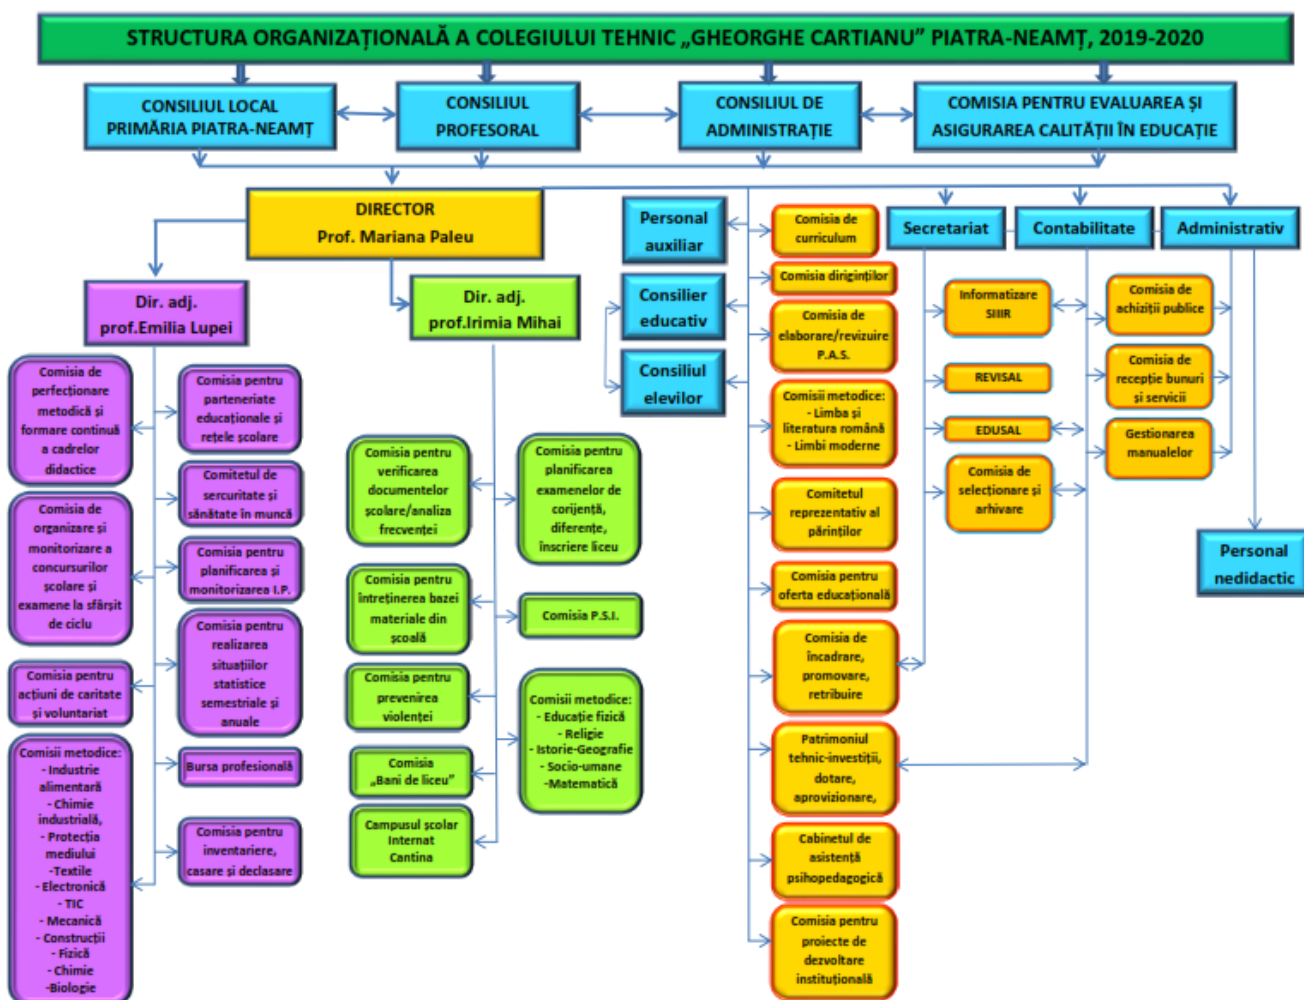 STRUCTURA ORGANIZAȚIONALĂ A COLEGIULUI TEHNIC „GHEORGHE CARTIANU” PIATRA-NEAMȚ, 2019-2020
CONSILIUL LOCAL
PRIMĂRIA PIATRA-NEAMȚ
CONSILIUL
PROFESORAL
CONSILIUL DE
ADMINISTRAȚIE
COMISIA PENTRU EVALUAREA ȘI
ASIGURAREA CALITĂȚII ÎN EDUCAȚIE
DIRECTOR
Prof. Mariana Paleu
Dir. adj.
prof.Emilia Lupei
Dir. adj.
prof.Irimia Mihai
Comisia de
perfecționare
metodică și
formare continuă
a cadrelor
didactice
Comisia de
organizare și
monitorizare a
concursurilor
școlare și
examene la sfârșit
de ciclu
Comisia pentru
acțiuni de caritate
și voluntariat
Comisii metodice:
- Industrie
alimentară
- Chimie
industrială,
- Protecția
mediului
-Textile
- Electronică
- TIC
- Mecanică
- Construcții
- Fizică
- Chimie
-Biologie
Comisia pentru
parteneriate
educaționale și
rețele școlare
Comitetul de
sercuritate și
sănătate în muncă
Comisia pentru
planificarea și
monitorizarea I.P.
Comisia pentru
realizarea
situațiilor
statistice
semestriale și
anuale
Bursa profesională
Comisia pentru
inventariere,
casare și declasare
Comisia pentru
verificarea
documentelor
școlare/analiza
frecvenței
Comisia pentru
întreținerea bazei
materiale din
școală
Comisia pentru
prevenirea
violenței
Comisia
„Bani de liceu”
Campusul școlar
Internat
Cantina
Comisia pentru
planificarea
examenelor de
corijență,
diferențe,
înscriere liceu
Comisia P.S.I.
Comisii metodice:
- Educație fizică
- Religie
- Istorie-Geografie
- Socio-umane
-Matematică
Personal
auxiliar
Consilier
educativ
Consiliul
elevilor
Comisia de
curriculum
Comisia diriginților
Comisia de
elaborare/revizuire
P.A.S.
Comisii metodice:
- Limba și
literatura română
- Limbi moderne
Comitetul
reprezentativ al
părinților
Comisia pentru
oferta educațională
Comisia de
încadrare,
promovare,
retribuire
Patrimoniul
tehnic-investiții,
dotare,
aprovizionare,
Cabinetul de
asistență
psihopedagogică
Comisia pentru
proiecte de
dezvoltare
instituțională
Secretariat
Informatizare
SIIIR
REVISAL
EDUSAL
Comisia de
selecționare și
arhivare
Contabilitate
Comisia de
achiziții publice
Comisia de
recepție bunuri
și servicii
Gestionarea
manualelor
Administrativ
Personal
nedidactic